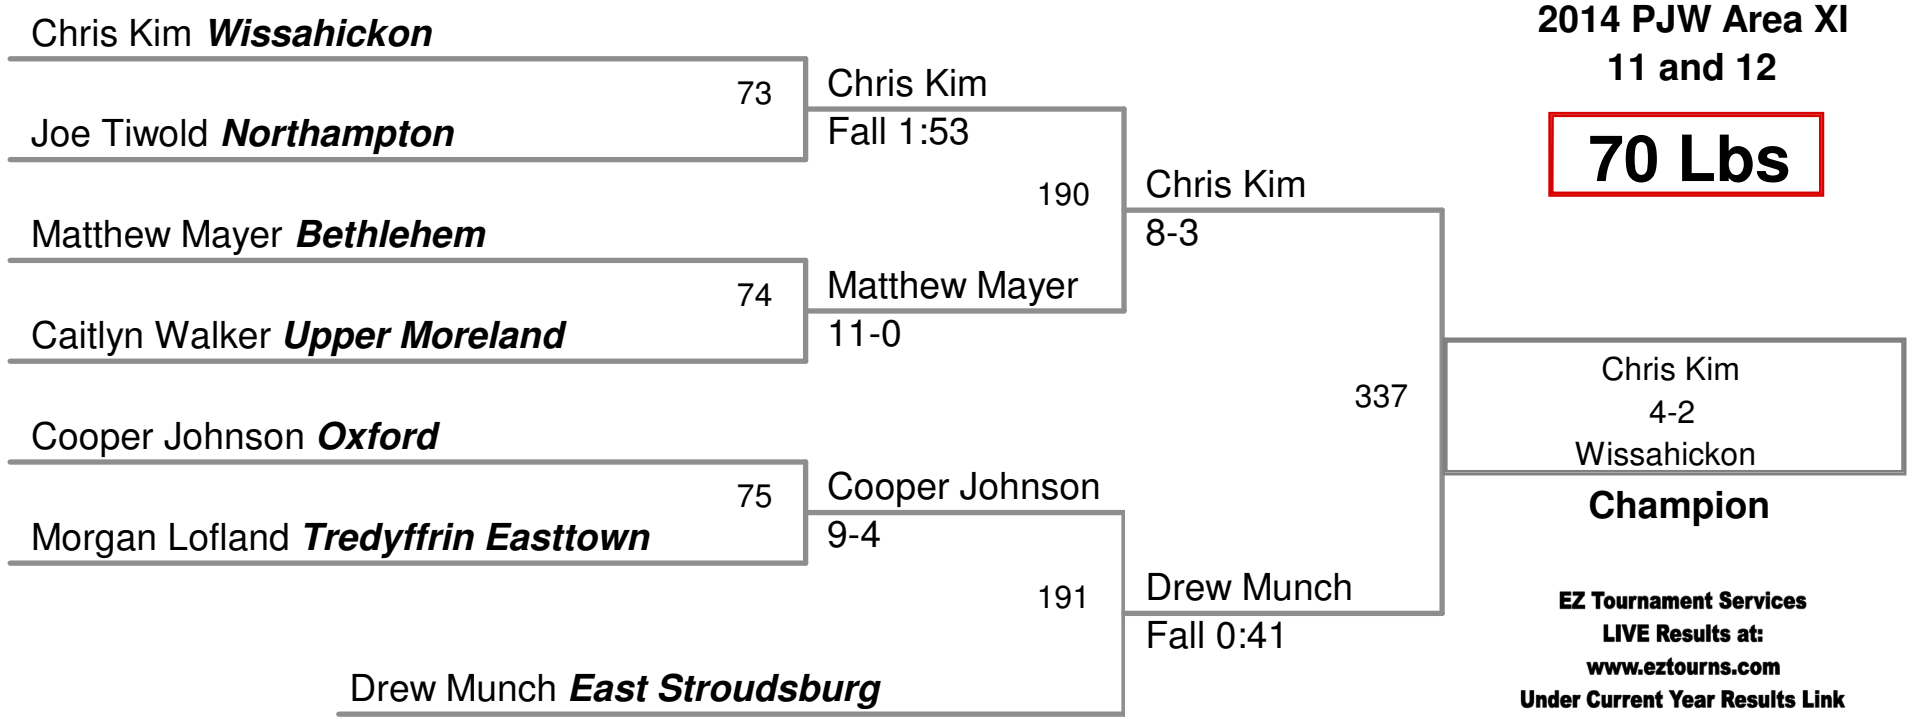 2014 PJW Area XI
11 and 12
70 Lbs
Chris Kim Wissahickon
73
Joe Tiwold Northampton
Chris Kim
Fall 1:53
190
Matthew Mayer Bethlehem
74
Caitlyn Walker Upper Moreland
Matthew Mayer
11-0
Chris Kim
8-3
337
Cooper Johnson Oxford
75
Morgan Lofland Tredyffrin Easttown
Cooper Johnson
9-4
191
Drew Munch East Stroudsburg
Drew Munch
Fall 0:41
Chris Kim
4-2
Wissahickon
Champion
EZ Tournament Services
LIVE Results at:
www.eztourns.com
Under Current Year Results Link